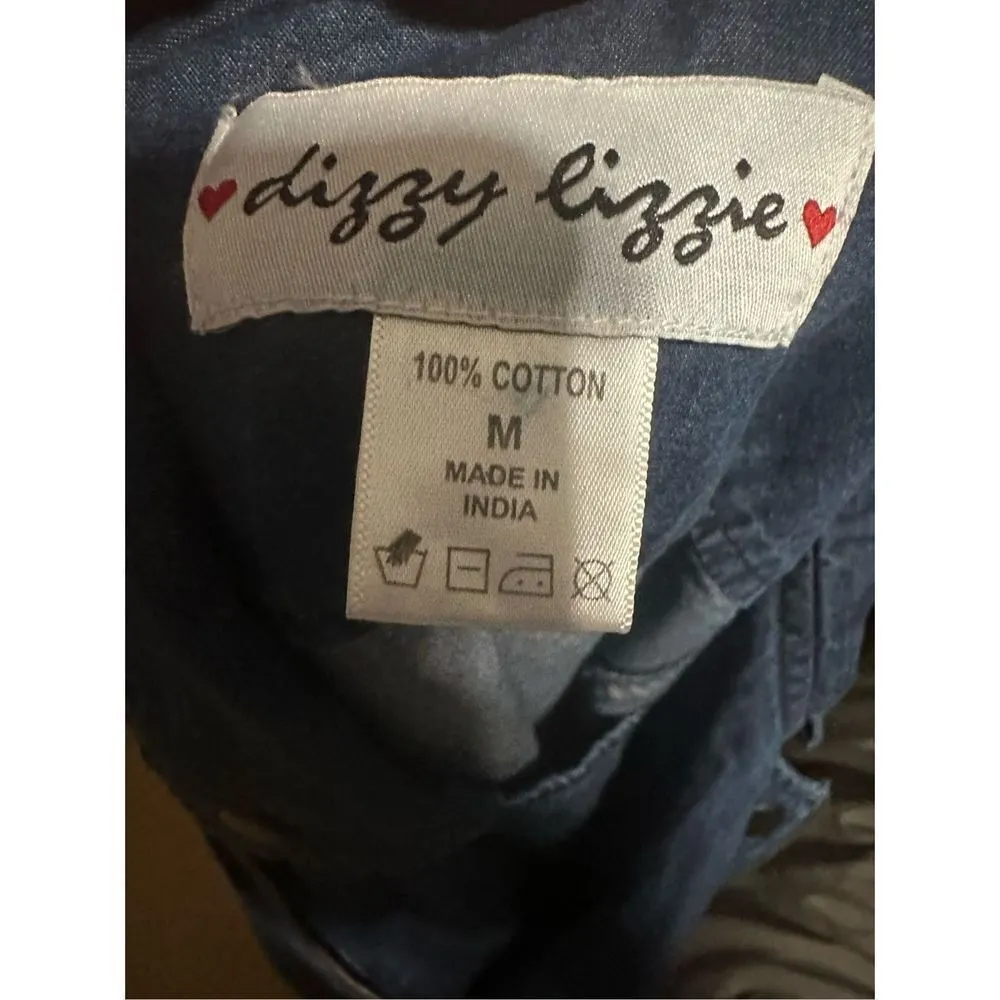 dizzy lizzie
100% COTTON
M
MADE IN
INDIA